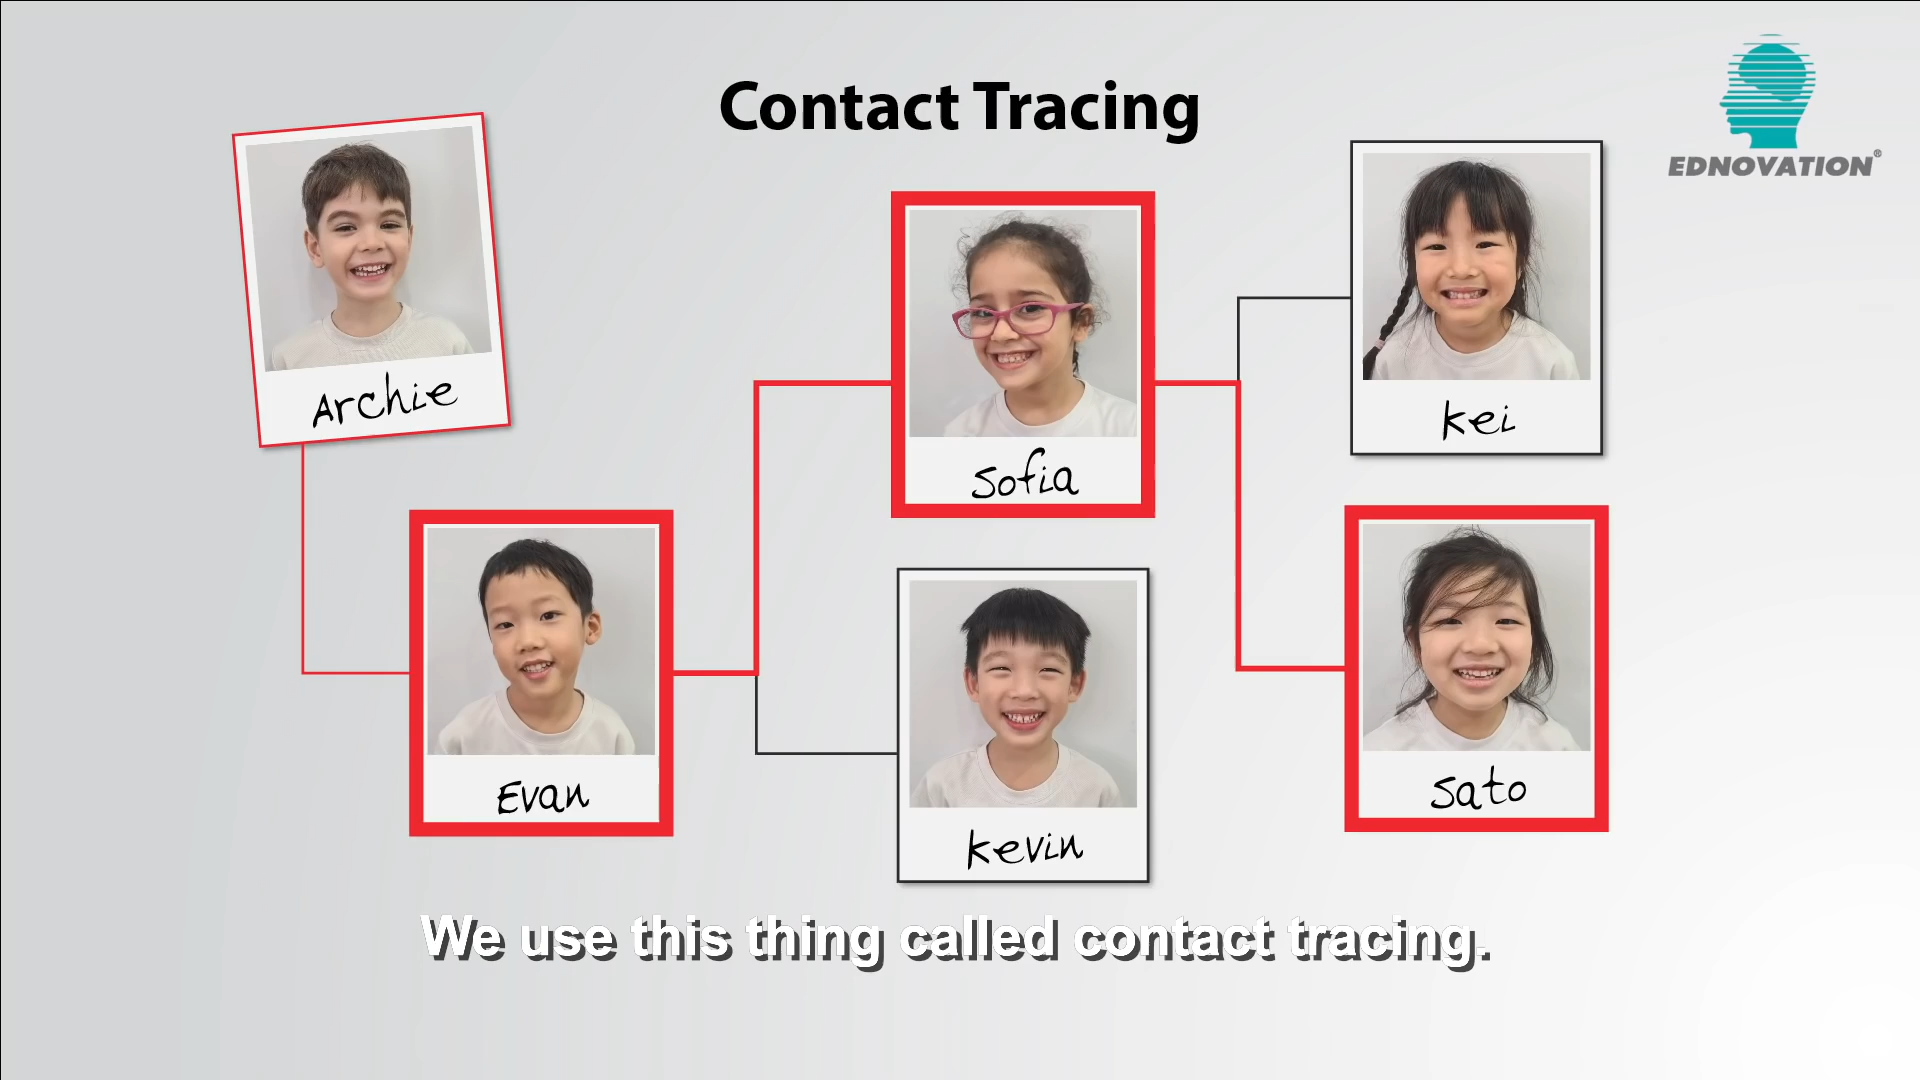 Contact Tracing
EDNOVATION®
Archie
Sofia
kei
Evan
kevin
Sato
We use this thing called contact tracing.